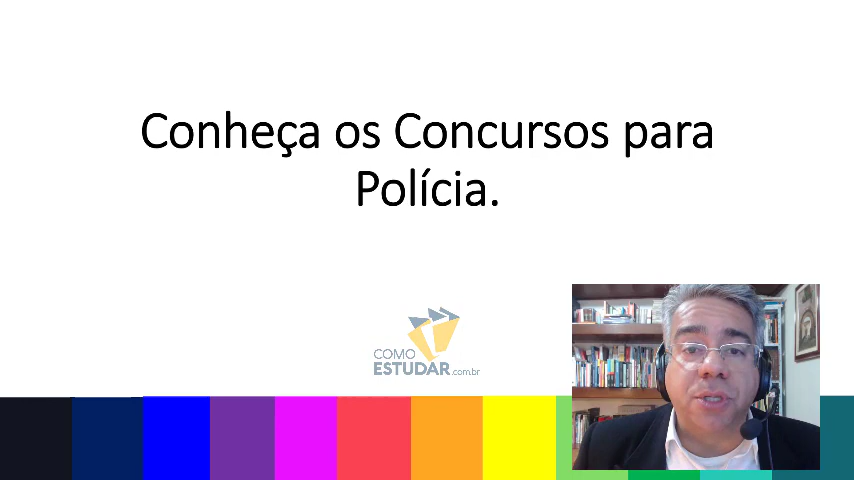 Conheça os Concursos para
Polícia.
COMO
ESTUDAR.com.br